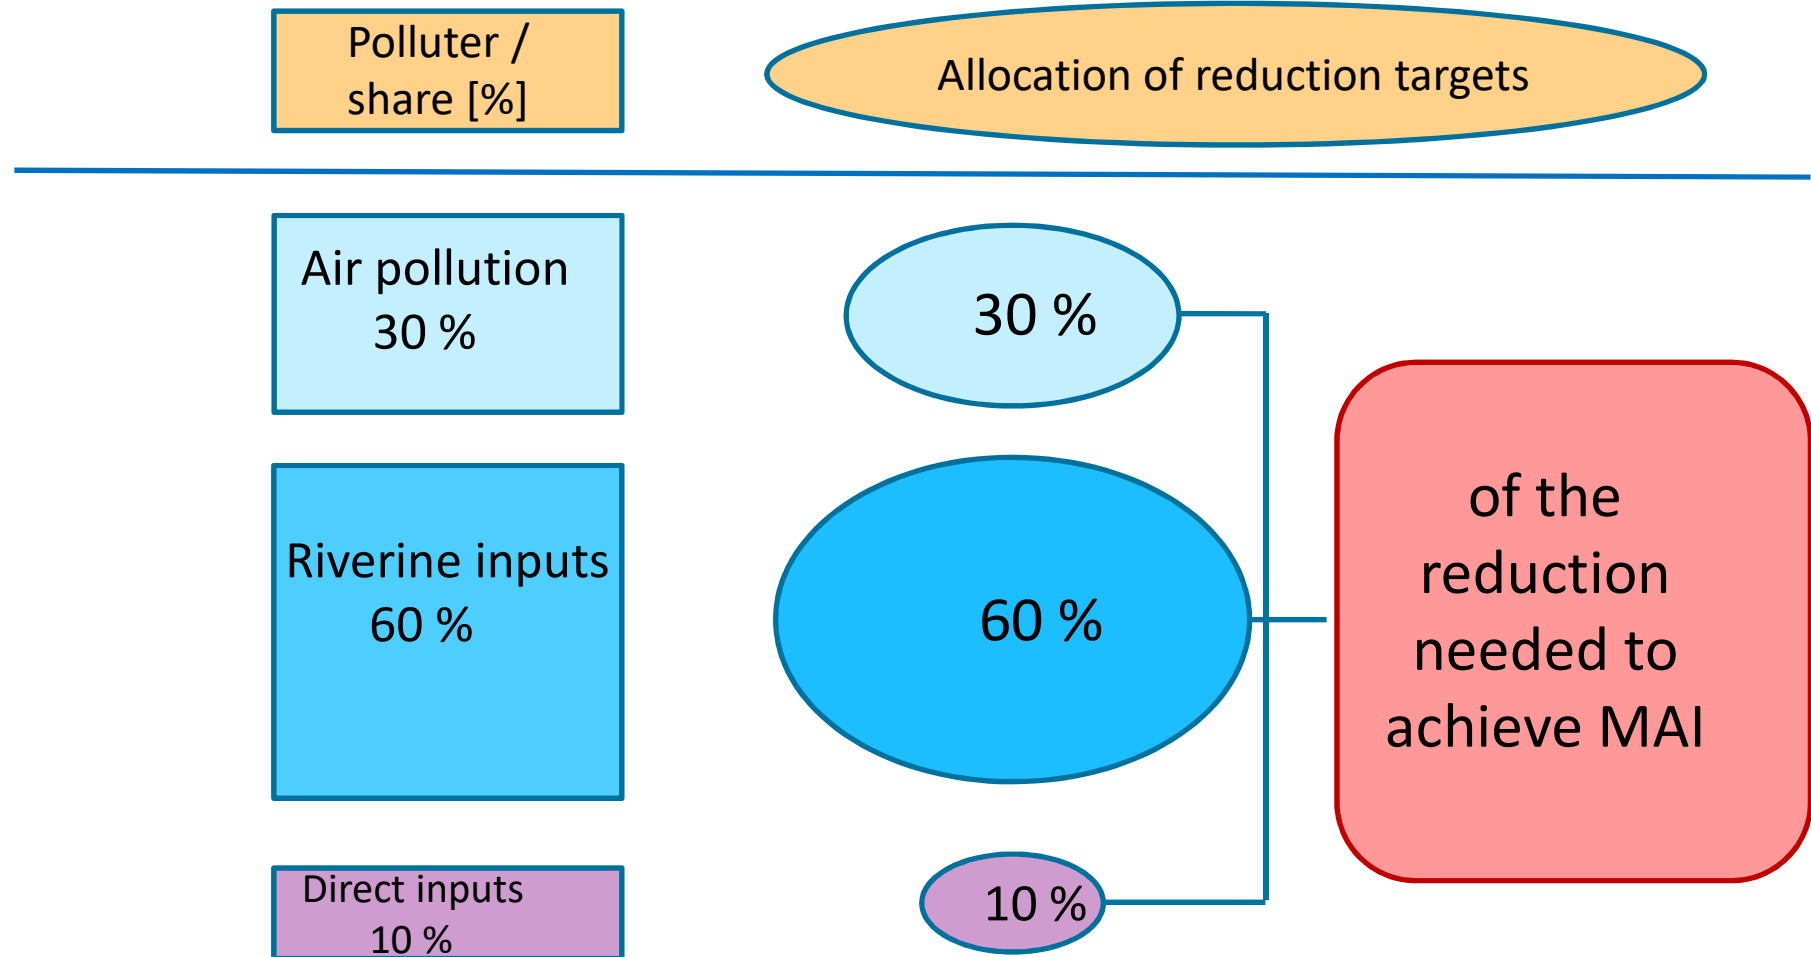 Polluter /
share [%]
Allocation of reduction targets
Air pollution
30 %
30 %
Riverine inputs
60 %
60 %
of the
reduction
needed to
achieve MAI
Direct inputs
10 %
10 %